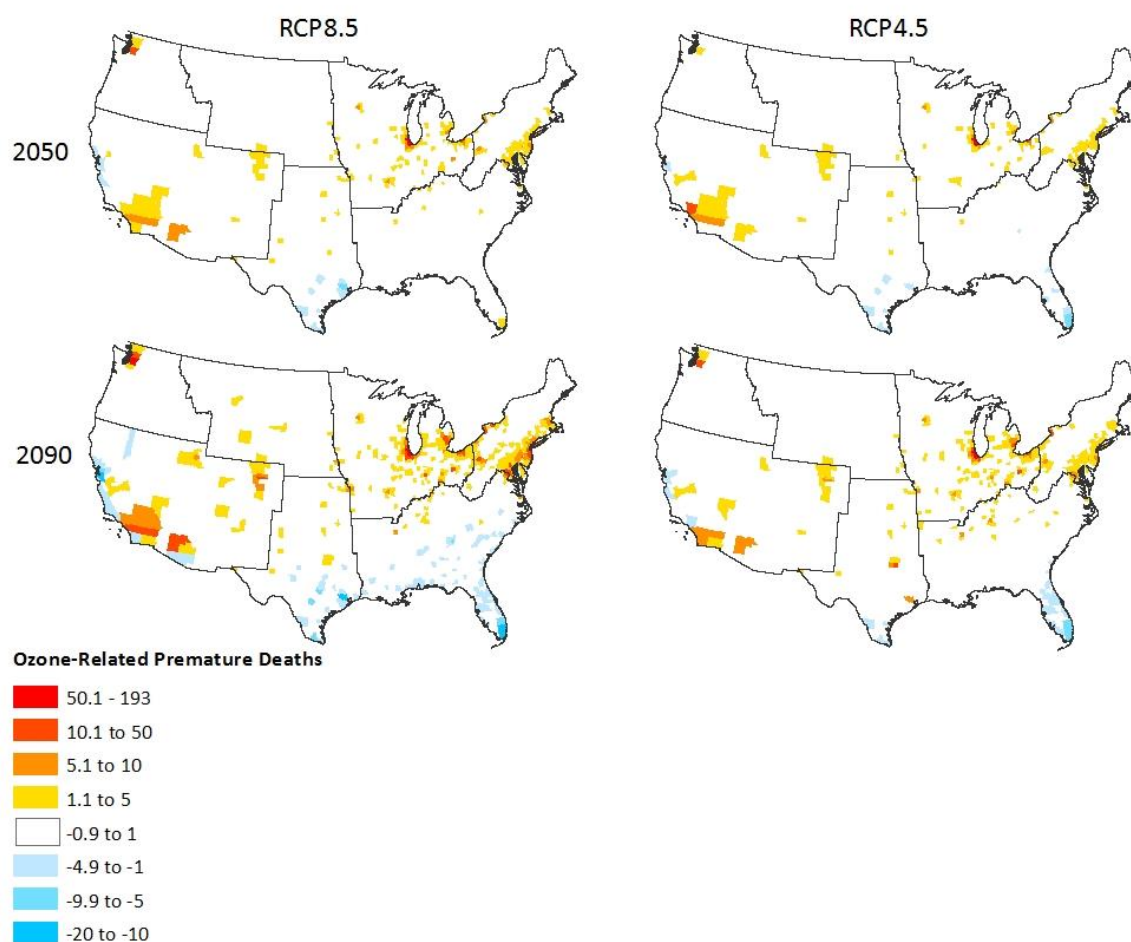 RCP8.5
RCP4.5
2050
2090
Ozone-Related Premature Deaths
50.1 - 193
10.1 to 50
5.1 to 10
1.1 to 5
-0.9 to 1
-4.9 to -1
-9.9 to -5
-20 to -10